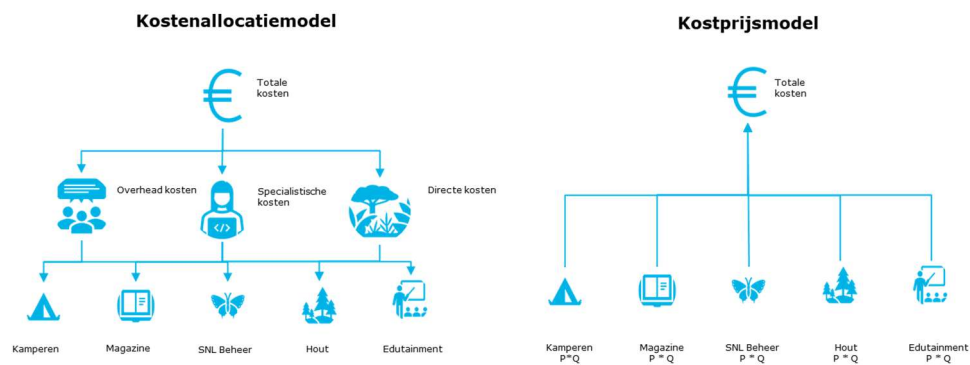 Kostenallocatiemodel
Totale
kosten
Overhead kosten
Specialistische
kosten
Directe kosten
Kamperen
Magazine
SNL Beheer
Hout
Edutainment
Kostprijsmodel
Totale
kosten
Kamperen
P*Q
Magazine
P * Q
SNL Beheer
P * Q
Hout
P * Q
Edutainment
P * Q